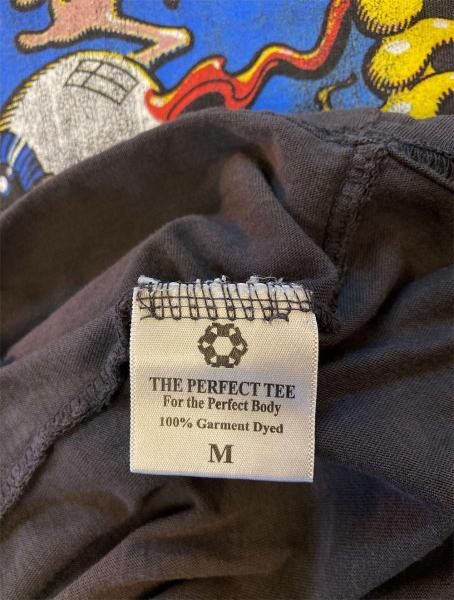 THE PERFECT TEE
For the Perfect Body
100% Garment Dyed
M